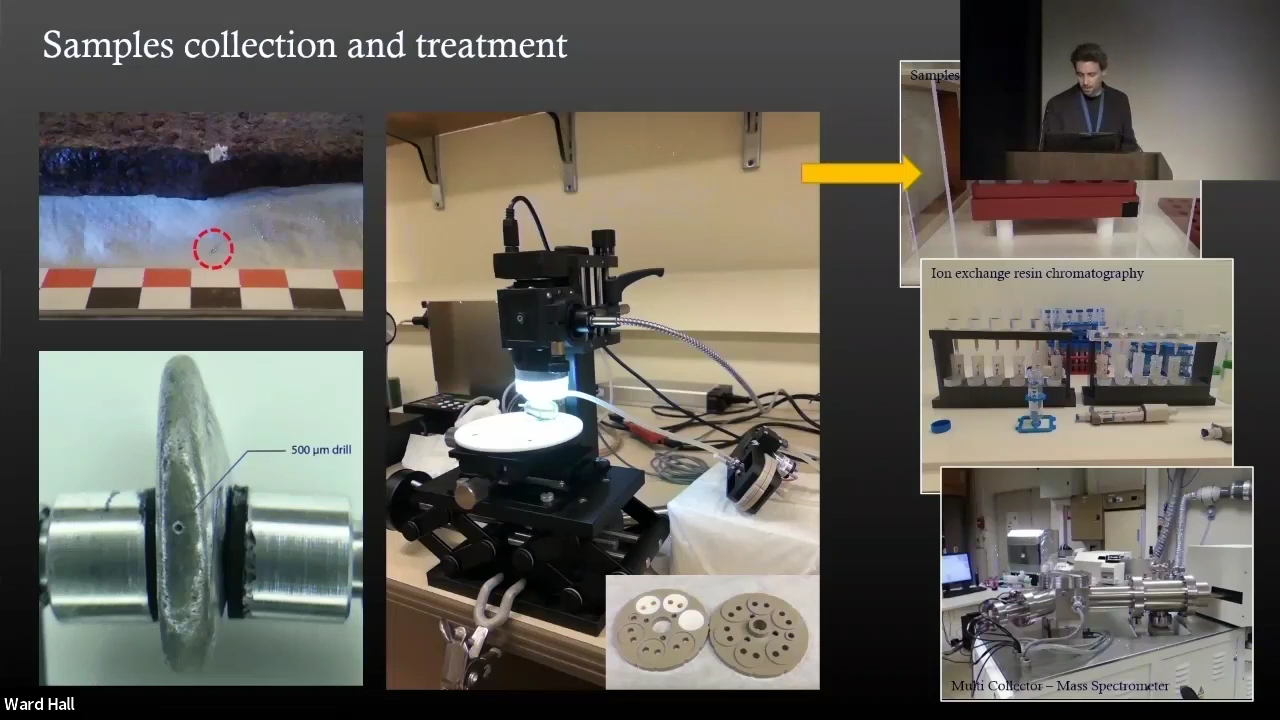 Samples collection and treatment
Samples
500 µm drill
Ion exchange resin chromatography
Multi Collector – Mass Spectrometer
Ward Hall